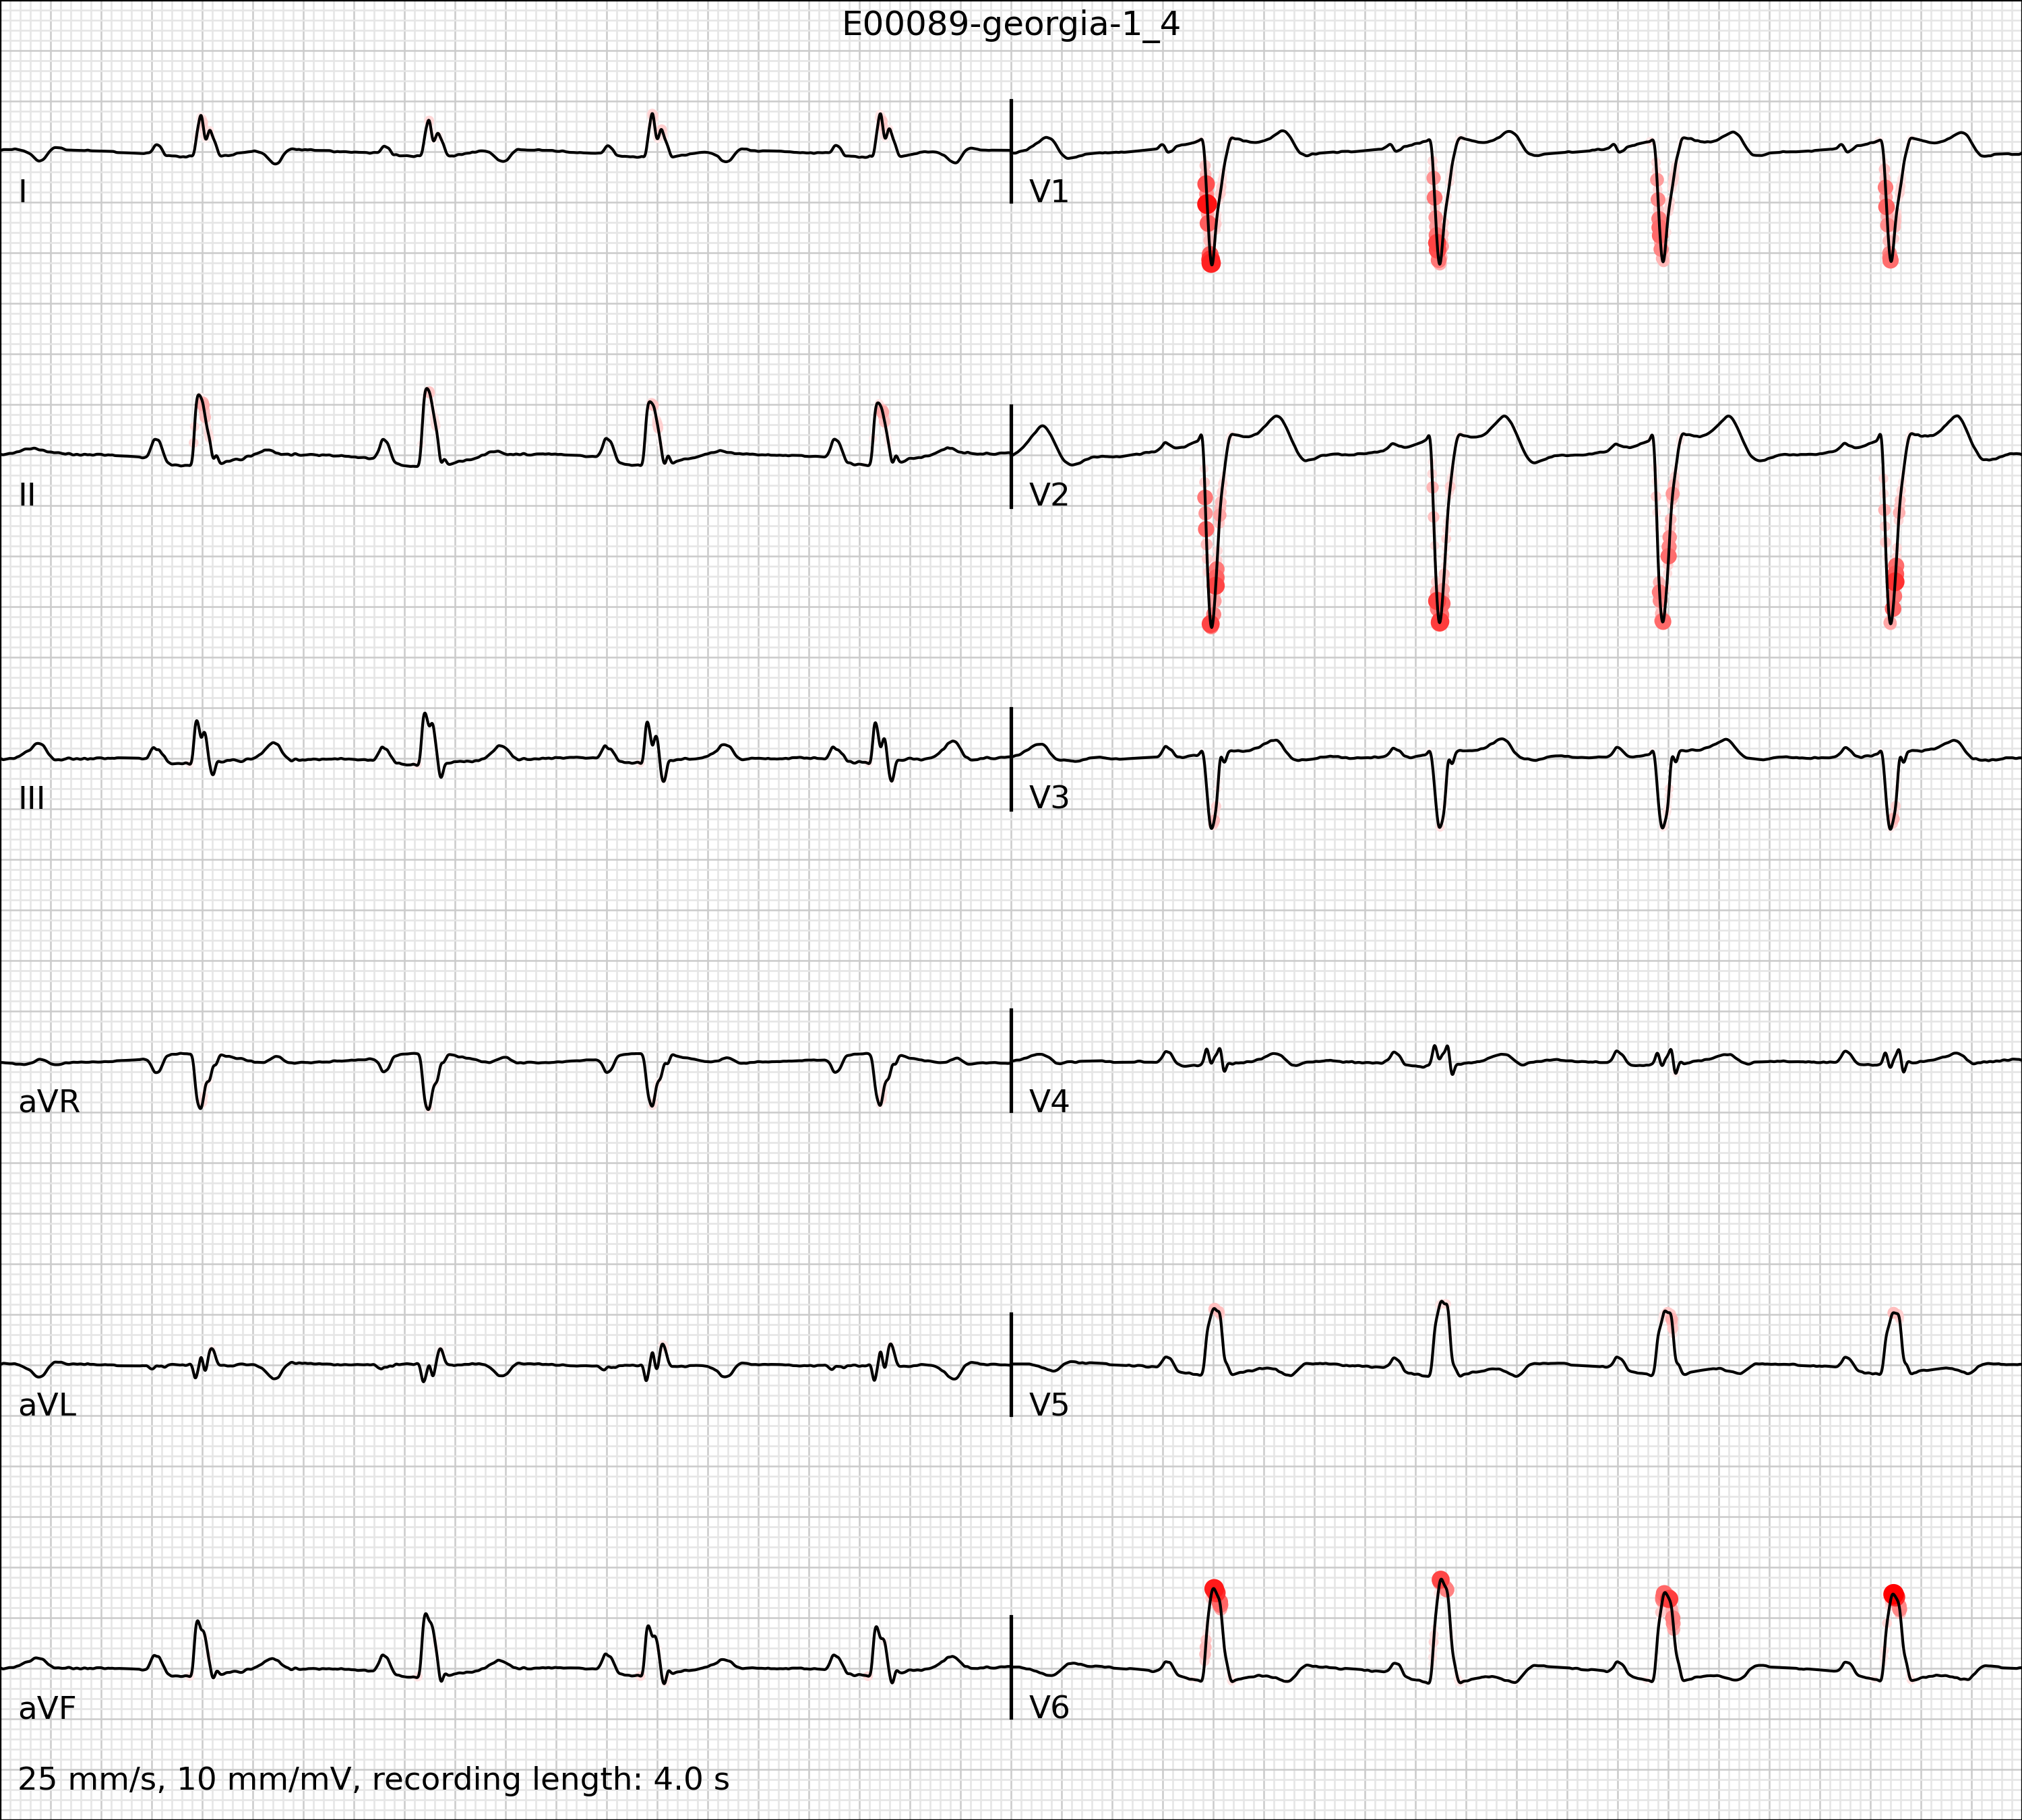 E00089-georgia-1_4
I
V1
II
V2
III
V3
aVR
V4
aVL
V5
aVF
V6
25 mm/s, 10 mm/mV, recording length: 4.0 s